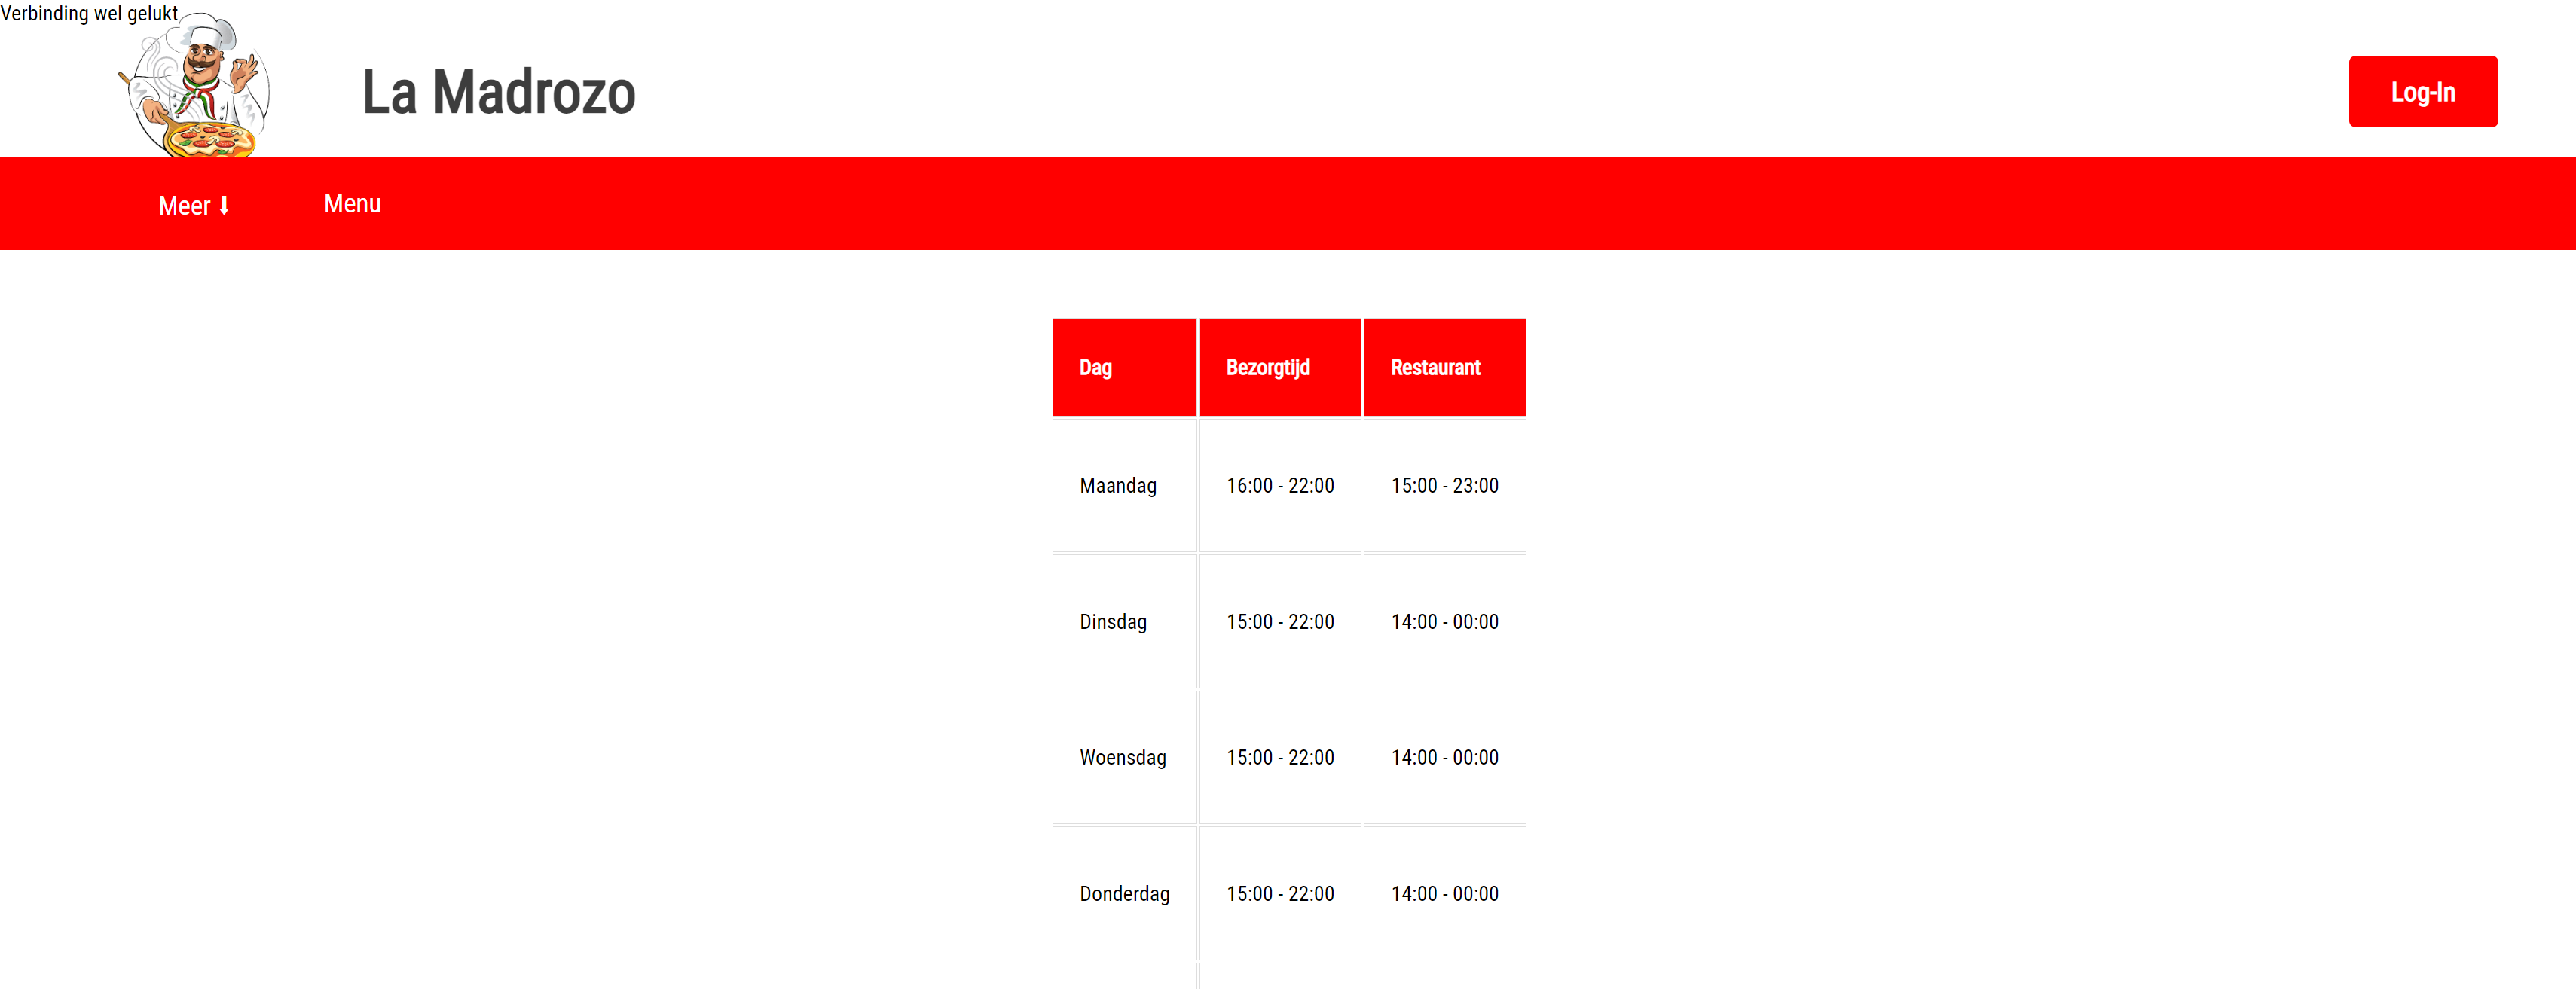 Verbinding wel gelukt
La Madrozo
Log-In
Meer ⬇ Menu
Dag Bezorgtijd Restaurant
Maandag 16:00 - 22:00 15:00 - 23:00
Dinsdag 15:00 - 22:00 14:00 - 00:00
Woensdag 15:00 - 22:00 14:00 - 00:00
Donderdag 15:00 - 22:00 14:00 - 00:00